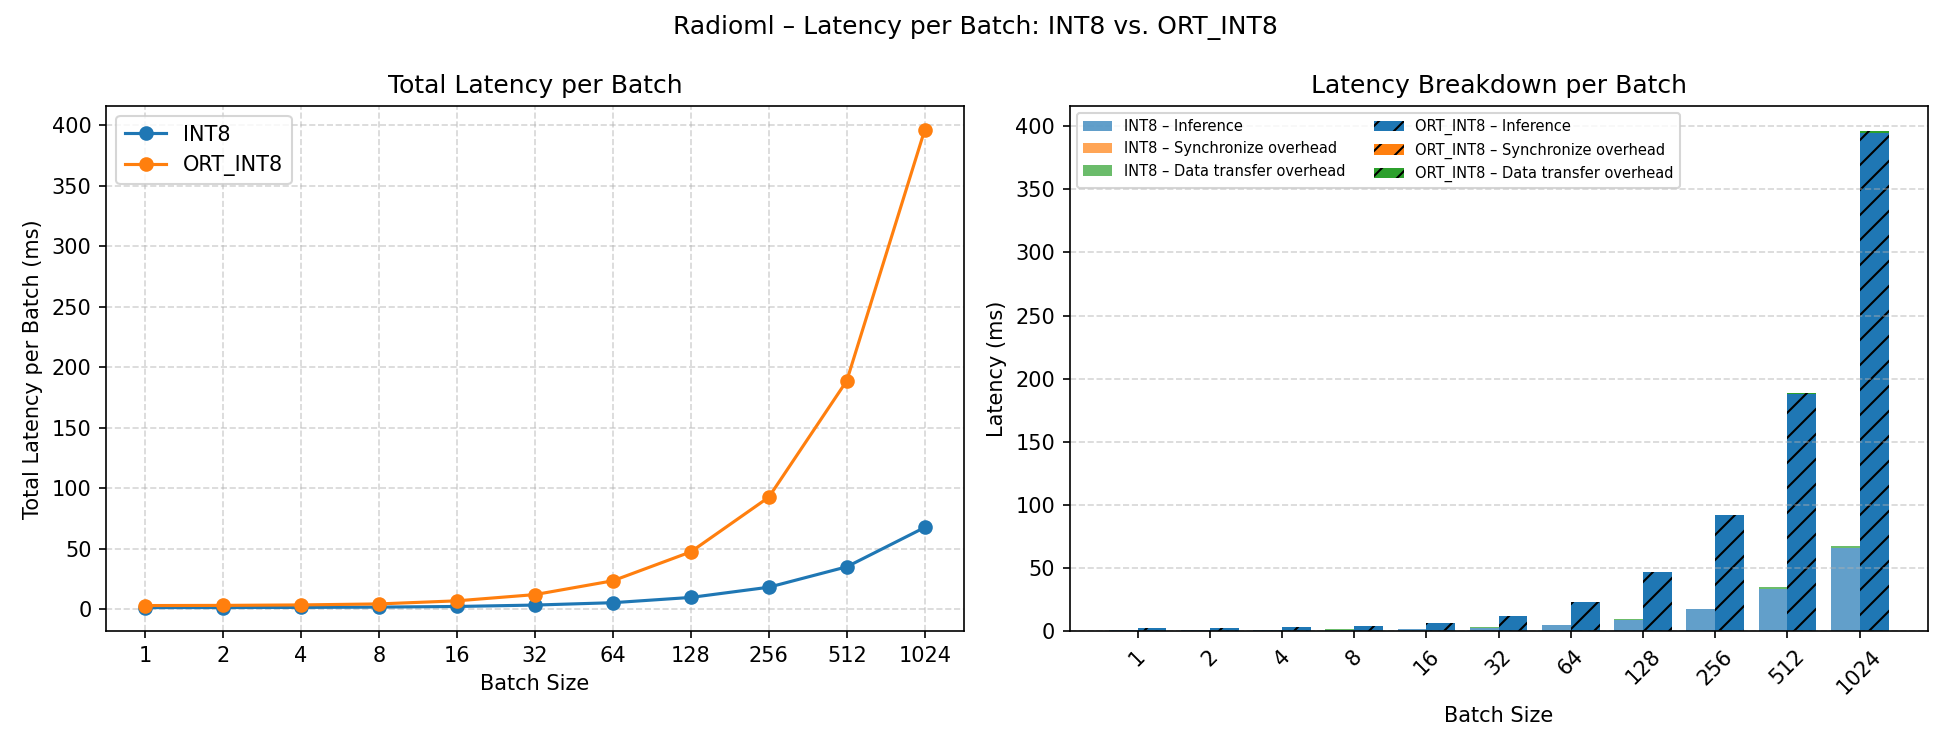 Radioml – Latency per Batch: INT8 vs. ORT_INT8
Total Latency per Batch
INT8
ORT_INT8
Total Latency per Batch (ms)
400
350
300
250
200
150
100
50
0
1 2 4 8 16 32 64 128 256 512 1024
Batch Size
Latency Breakdown per Batch
INT8 – Inference
INT8 – Synchronize overhead
INT8 – Data transfer overhead
ORT_INT8 – Inference
ORT_INT8 – Synchronize overhead
ORT_INT8 – Data transfer overhead
Latency (ms)
400
350
300
250
200
150
100
50
0
1 2 4 8 16 32 64 128 256 512 1024
Batch Size